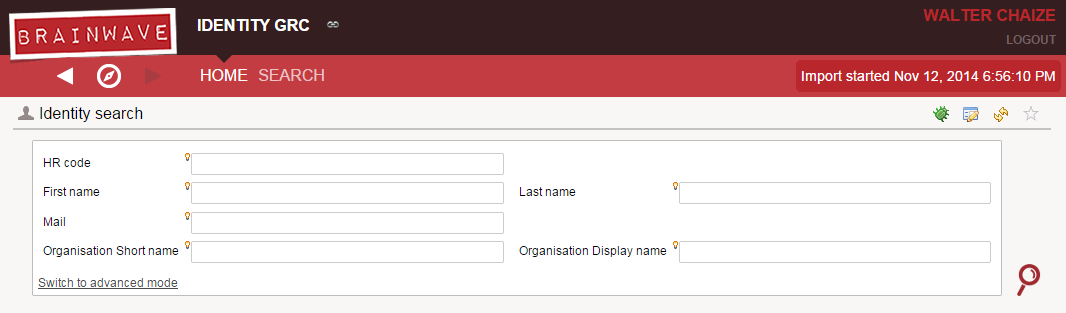 BRAINWAVE
IDENTITY GRC
WALTER CHAIZE
LOGOUT
HOME SEARCH
Import started Nov 12, 2014 6:56:10 PM
Identity search
HR code
First name
Last name
Mail
Organisation Short name
Organisation Display name
Switch to advanced mode